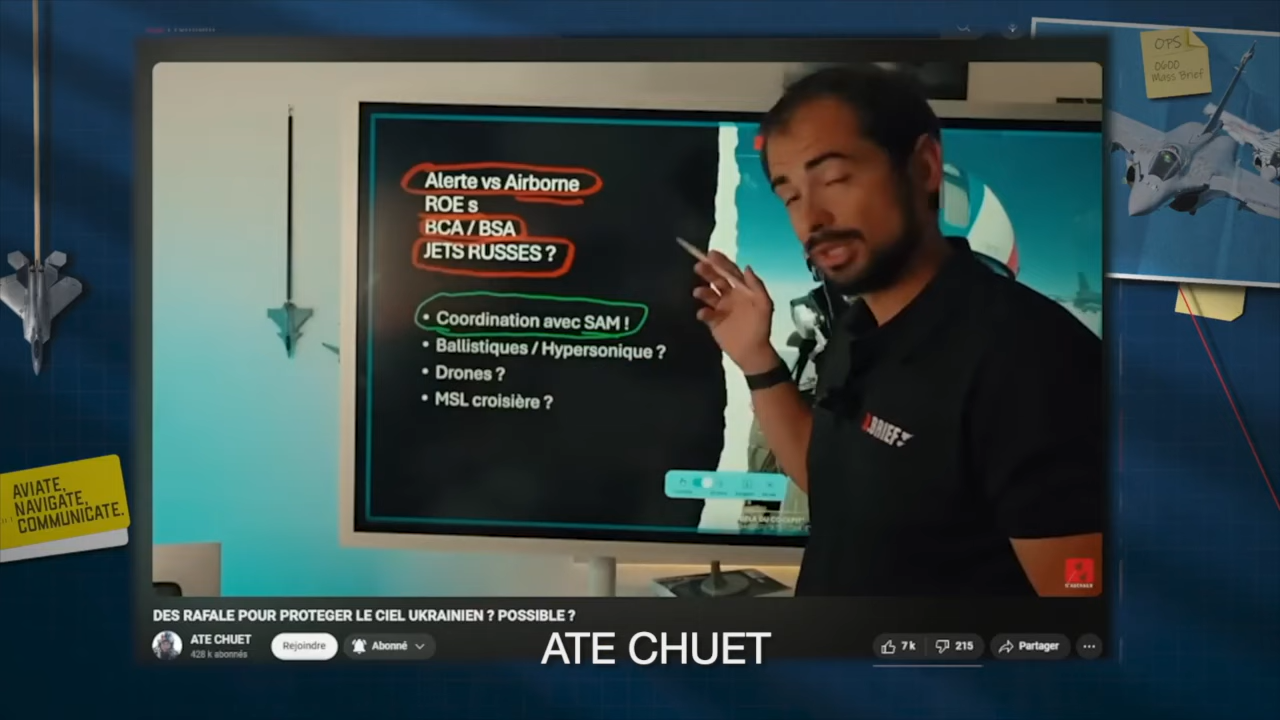 OPS
0600
Mass Brief
Alerte vs Airborne
ROE s
BCA / BSA
JETS RUSSES ?
• Coordination avec SAM !
• Ballistiques / Hypersonique ?
• Drones ?
• MSL croisière ?
AVIATE,
NAVIGATE,
COMMUNICATE.
DES RAFALE POUR PROTEGER LE CIEL UKRAINIEN ? POSSIBLE ?
ATE CHUET
428 k abonnés
Rejoindre
Abonné
7 k
215
Partager
ATE CHUET